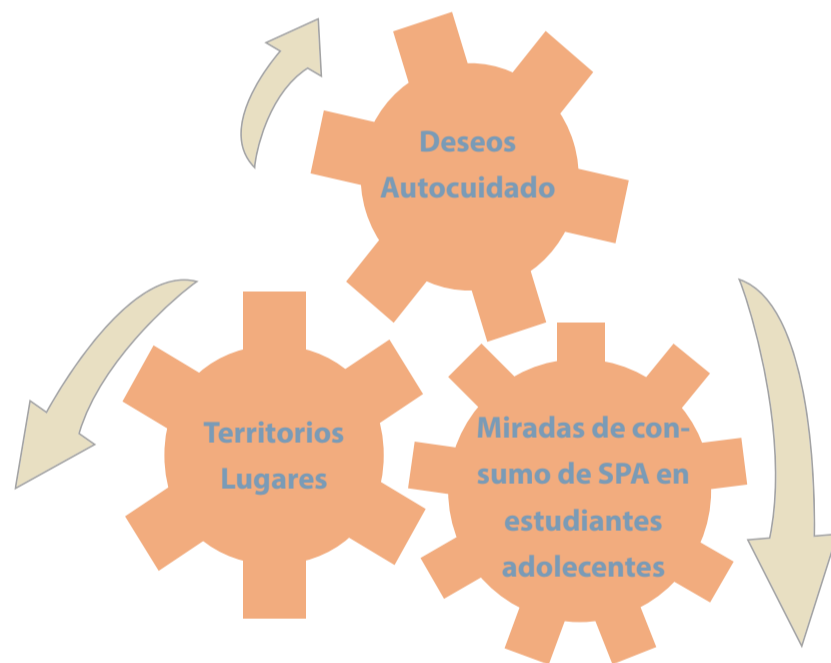 Deseos
Autocuidado
Territorios
Lugares
Miradas de con-
sumo de SPA en
estudiantes
adolecentes